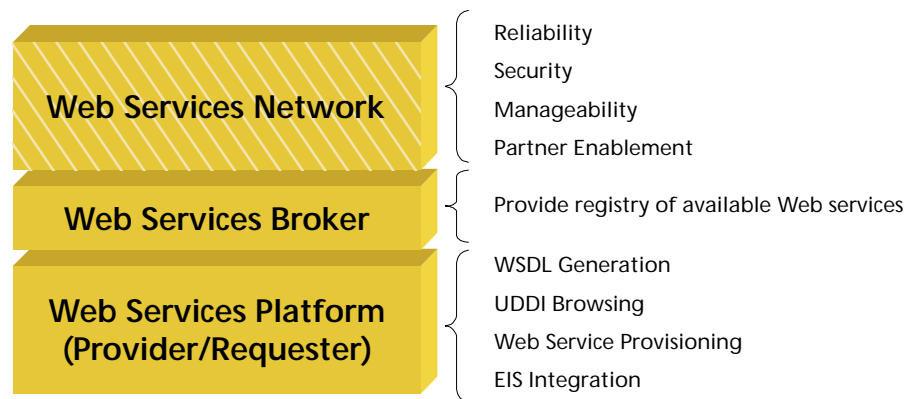 Web Services Network
Reliability
Security
Manageability
Partner Enablement
Web Services Broker
Provide registry of available Web services
Web Services Platform
(Provider/Requester)
WSDL Generation
UDDI Browsing
Web Service Provisioning
EIS Integration